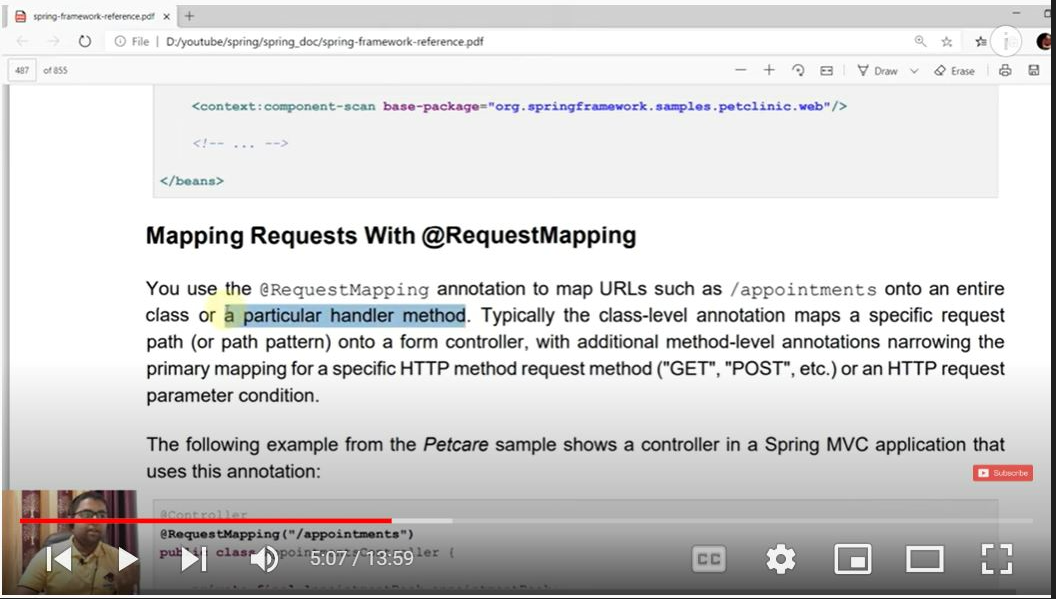 spring-framework-reference.pdf
File | D:/youtube/spring/spring_doc/spring-framework-reference.pdf
487 of 855
Draw
Erase
<context:component-scan base-package="org.springframework.samples.petclinic.web"/>
<!-- ... -->
</beans>
Mapping Requests With @RequestMapping
You use the @RequestMapping annotation to map URLs such as /appointments onto an entire
class or a particular handler method. Typically the class-level annotation maps a specific request
path (or path pattern) onto a form controller, with additional method-level annotations narrowing the
primary mapping for a specific HTTP method request method ("GET", "POST", etc.) or an HTTP request
parameter condition.
The following example from the Petcare sample shows a controller in a Spring MVC application that
uses this annotation:
Subscribe
@Controller
@RequestMapping("/appointments")
public class AppointmentsController {
5:07 / 13:59
CC